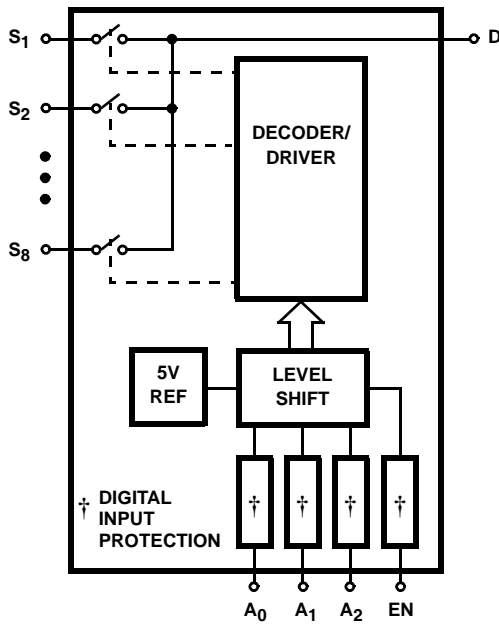 S1
D
S2
DECODER/
DRIVER
S8
5V
REF
LEVEL
SHIFT
† † † †
† DIGITAL
INPUT
PROTECTION
A0 A1 A2 EN